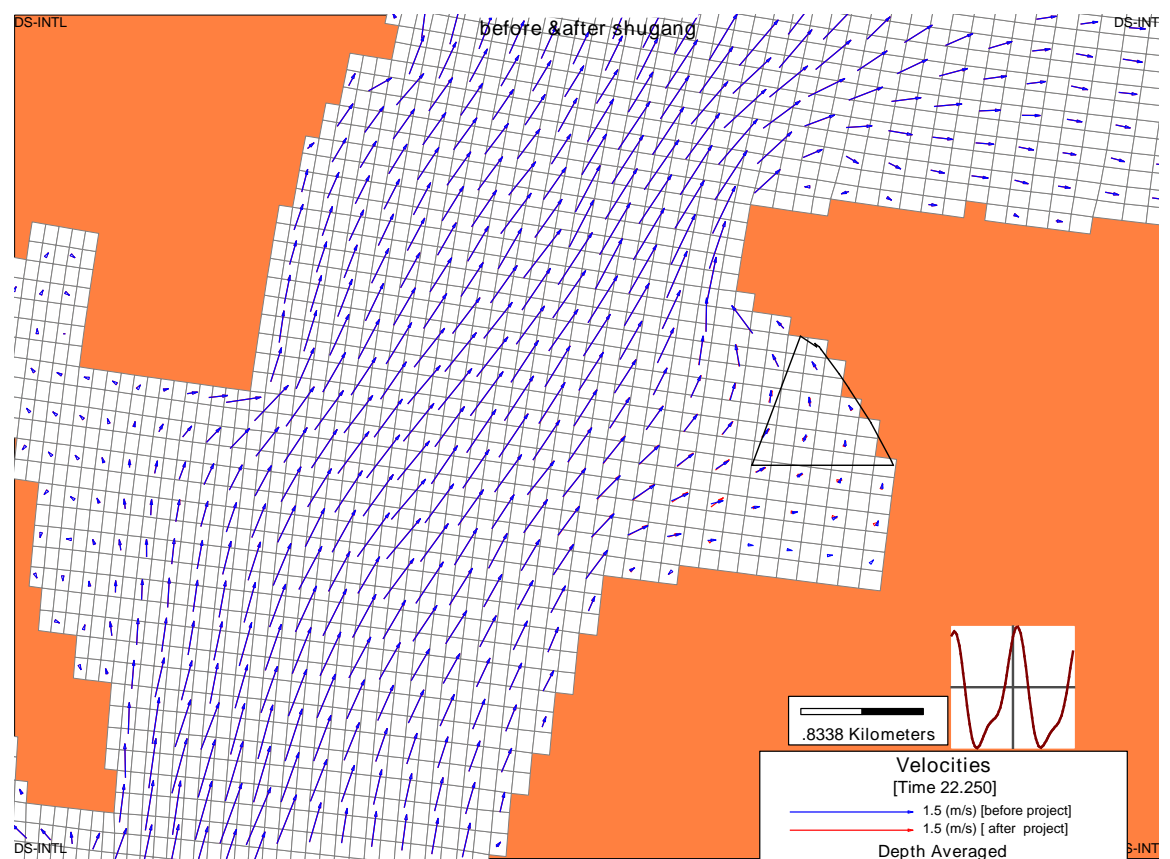 DS-INTL
before &after shugang
DS-INTL
.8338 Kilometers
Velocities
[Time 22.250]
1.5 (m/s) [before project]
1.5 (m/s) [ after  project]
Depth Averaged
DS-INTL
S-INT